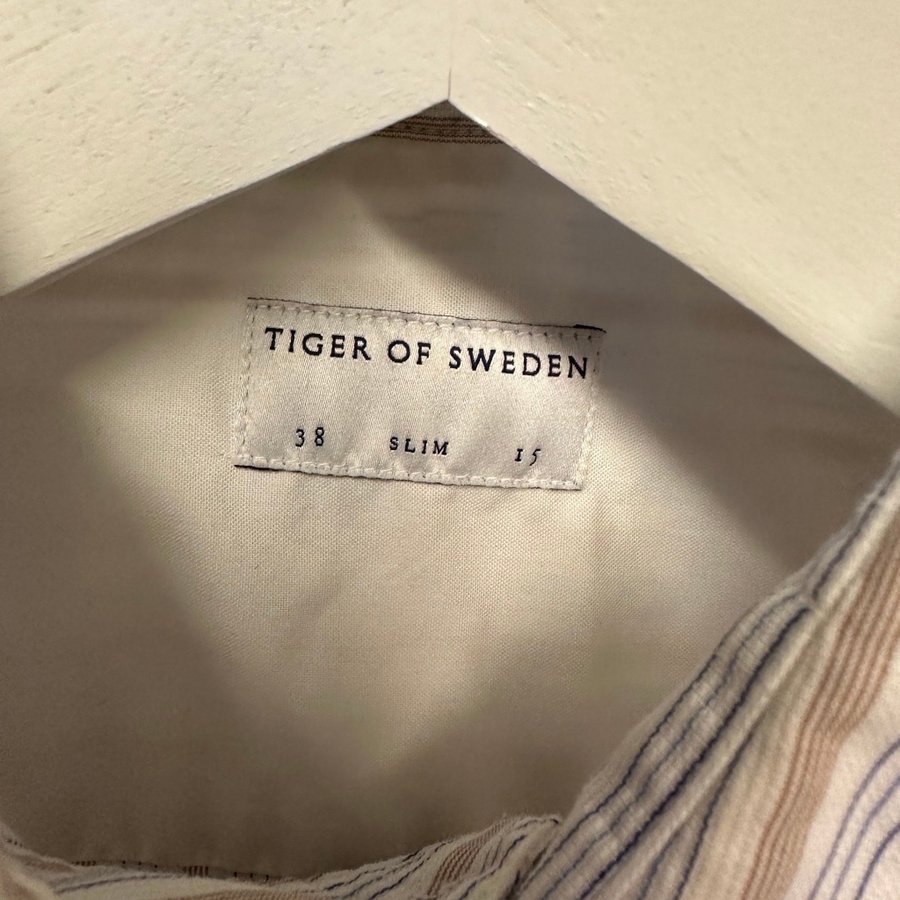 TIGER OF SWEDEN
38 SLIM 15